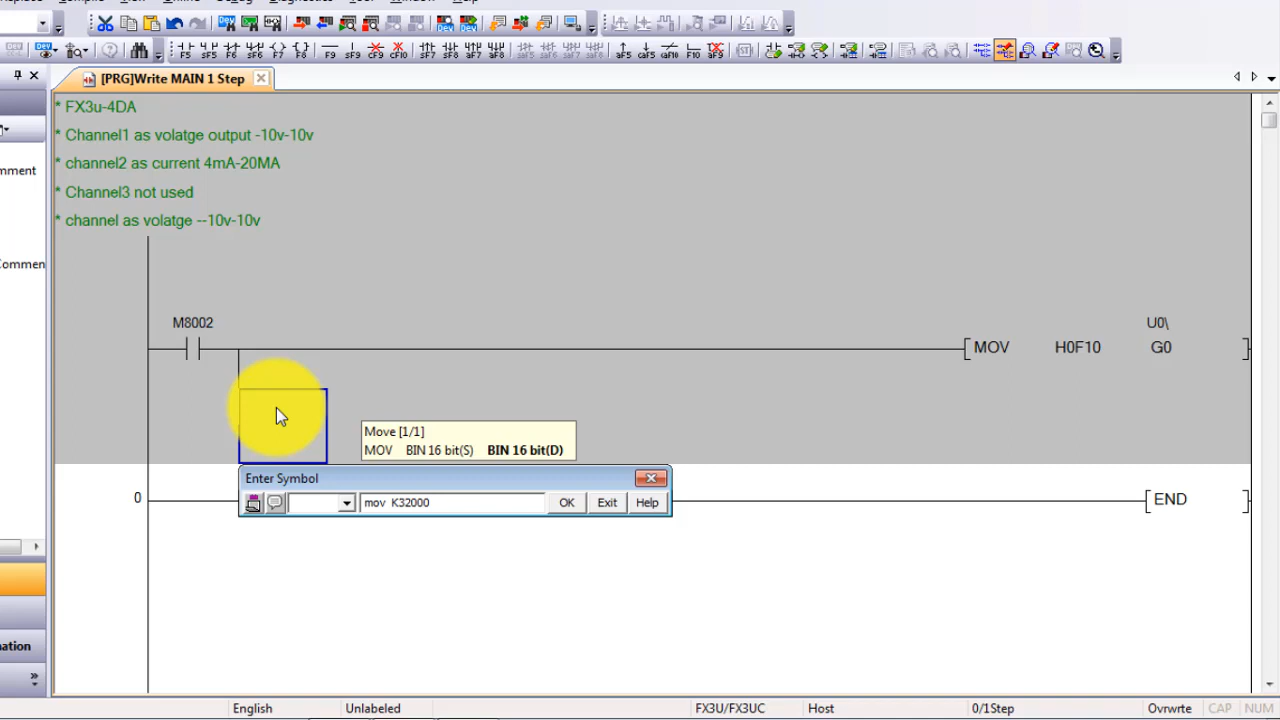 [PRG]Write MAIN 1 Step
* FX3u-4DA
* Channel1 as volatge output -10v-10v
* channel2 as current 4mA-20MA
* Channel3 not used
* channel as volatge --10v-10v
mment
Commen
M8002
U0\
MOV H0F10 G0
Move [1/1]
MOV BIN 16 bit(S) BIN 16 bit(D)
Enter Symbol
mov K32000 OK Exit Help
0 END
nation
English Unlabeled FX3U/FX3UC Host 0/1Step Ovrwrte CAP NUM